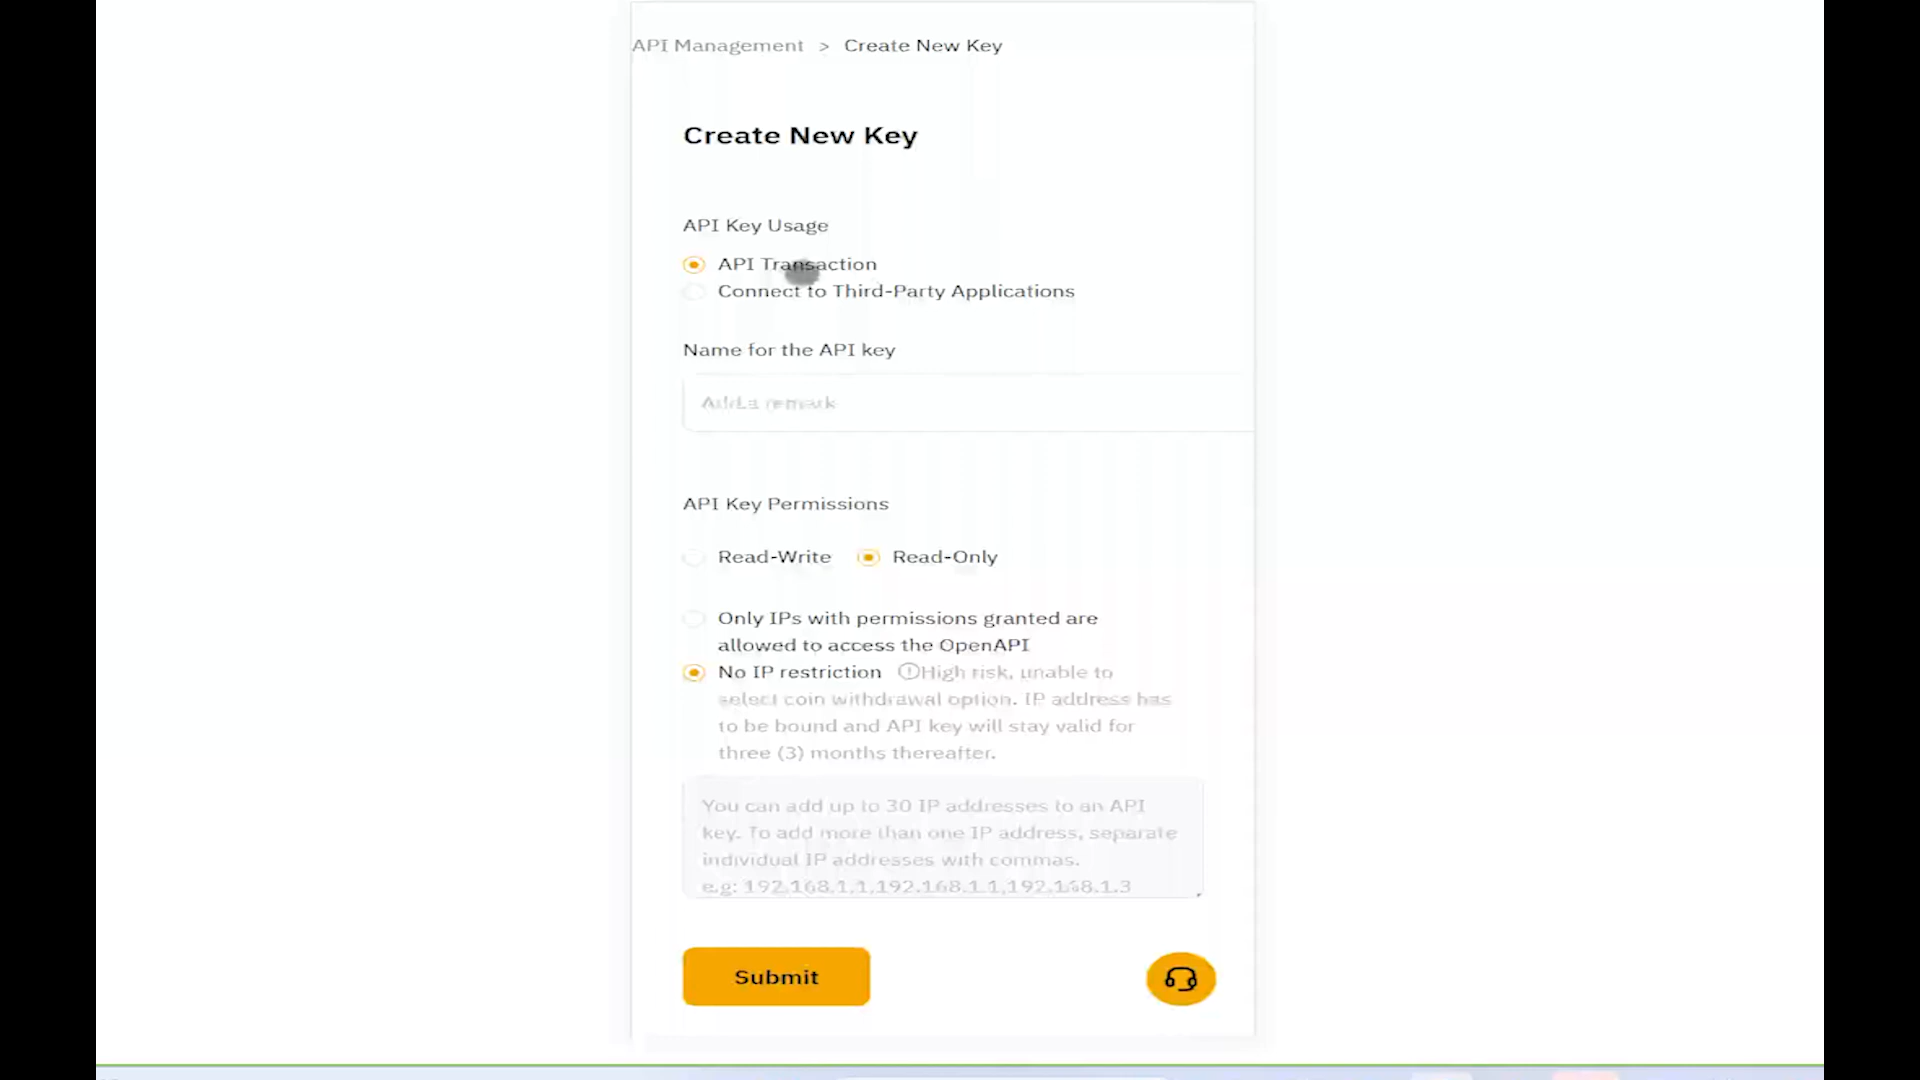 API Management > Create New Key
Create New Key
API Key Usage
API Transaction
Connect to Third-Party Applications
Name for the API key
Add a remark
API Key Permissions
Read-Write Read-Only
Only IPs with permissions granted are
allowed to access the OpenAPI
No IP restriction High risk, unable to
select coin withdrawal option. IP address has
to be bound and API key will stay valid for
three (3) months thereafter.
You can add up to 30 IP addresses to an API
key. To add more than one IP address, separate
individual IP addresses with commas.
e.g: 192.168.1.1,192.168.1.1,192.168.1.3
Submit